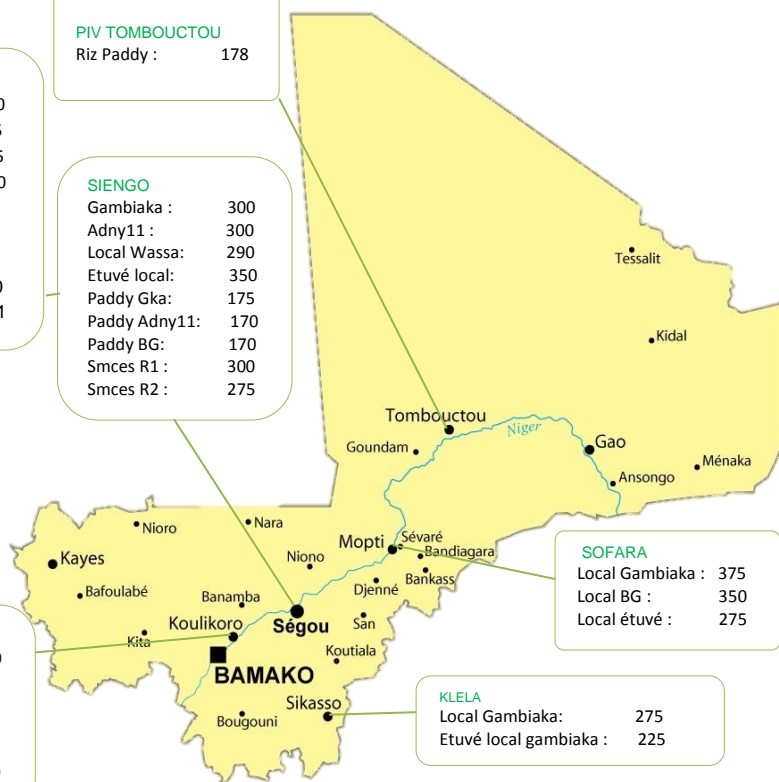 PIV TOMBOUCTOU
Riz Paddy : 178
SIENGO
Gambiaka : 300
Adny11 : 300
Local Wassa: 290
Etuvé local: 350
Paddy Gka: 175
Paddy Adny11: 170
Paddy BG: 170
Smces R1 : 300
Smces R2 : 275
Tessalit
Kidal
Tombouctou
Niger
Goundam
Gao
Ménaka
Ansongo
Nioro
Nara
Mopti
Sévaré
Bandiagara
Kayes
Niono
Bankass
Bafoulabé
Banamba
Djenné
Koulikoro
Ségou
San
Kita
Koutiala
BAMAKO
Sikasso
Bougouni
SOFARA
Local Gambiaka : 375
Local BG : 350
Local étuvé : 275
KLELA
Local Gambiaka: 275
Etuvé local gambiaka : 225